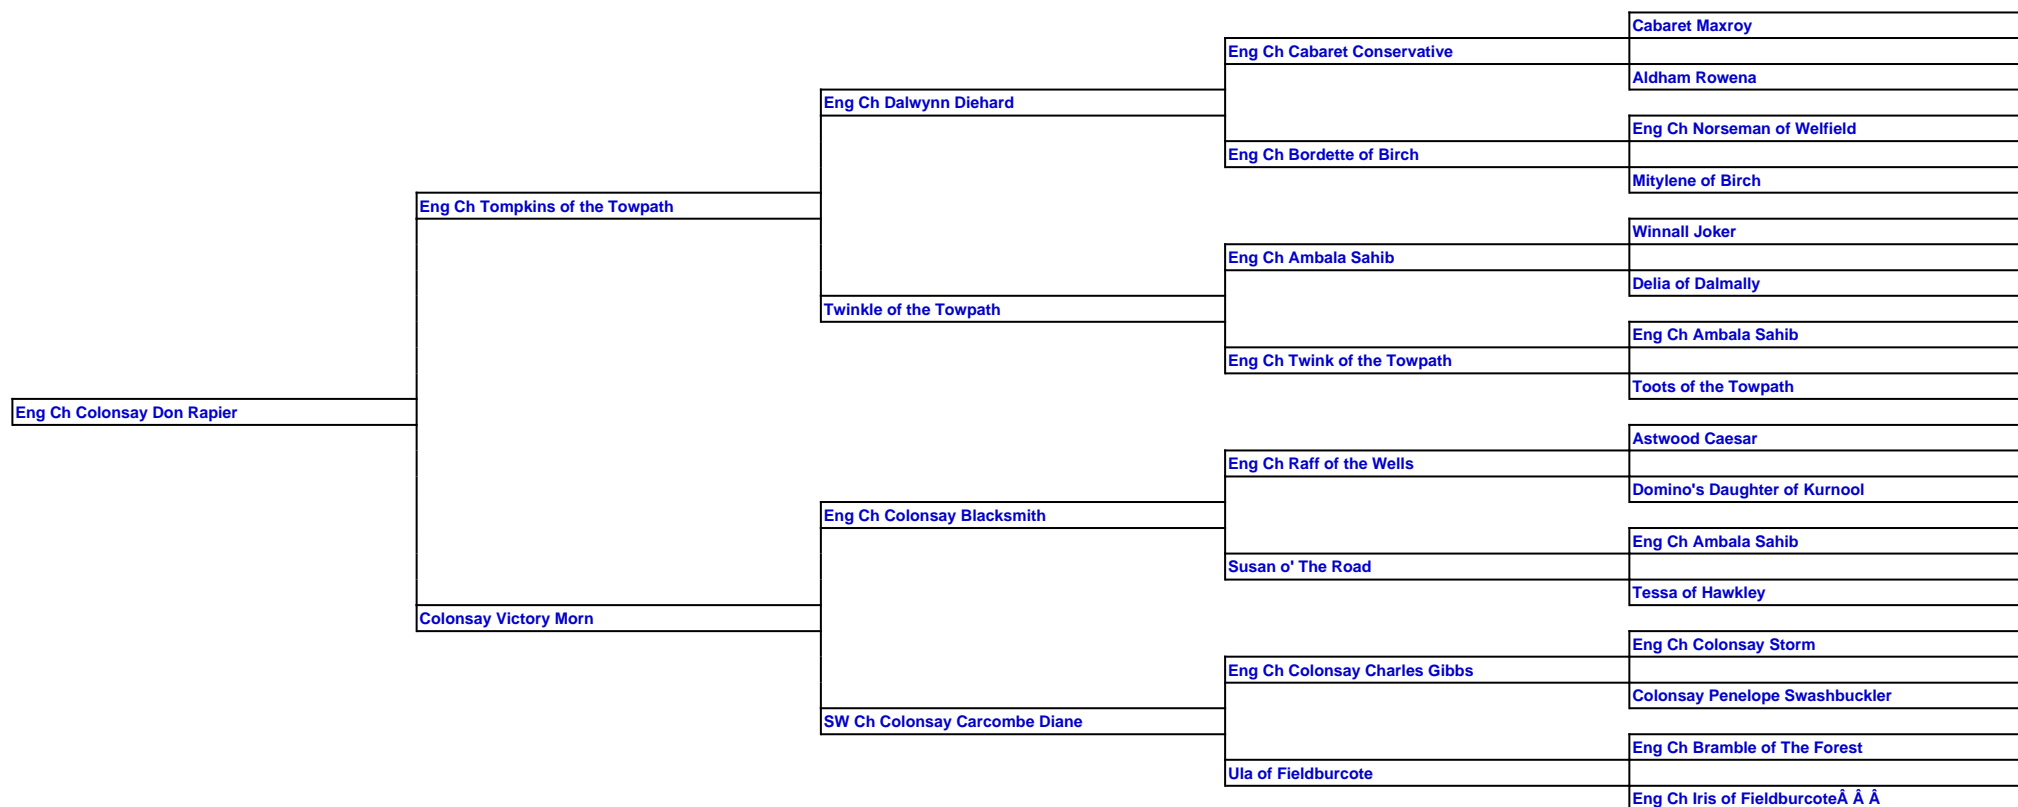 Cabaret Maxroy
Eng Ch Cabaret Conservative
Aldham Rowena
Eng Ch Dalwynn Diehard
Eng Ch Norseman of Welfield
Eng Ch Bordette of Birch
Mitylene of Birch
Eng Ch Tompkins of the Towpath
Winnall Joker
Eng Ch Ambala Sahib
Delia of Dalmally
Twinkle of the Towpath
Eng Ch Ambala Sahib
Eng Ch Twink of the Towpath
Toots of the Towpath
Eng Ch Colonsay Don Rapier
Astwood Caesar
Eng Ch Raff of the Wells
Domino's Daughter of Kurnool
Eng Ch Colonsay Blacksmith
Eng Ch Ambala Sahib
Susan o' The Road
Tessa of Hawkley
Colonsay Victory Morn
Eng Ch Colonsay Storm
Eng Ch Colonsay Charles Gibbs
Colonsay Penelope Swashbuckler
SW Ch Colonsay Carcombe Diane
Eng Ch Bramble of The Forest
Ula of Fieldburcote
Eng Ch Iris of FieldburcoteÂ Â Â